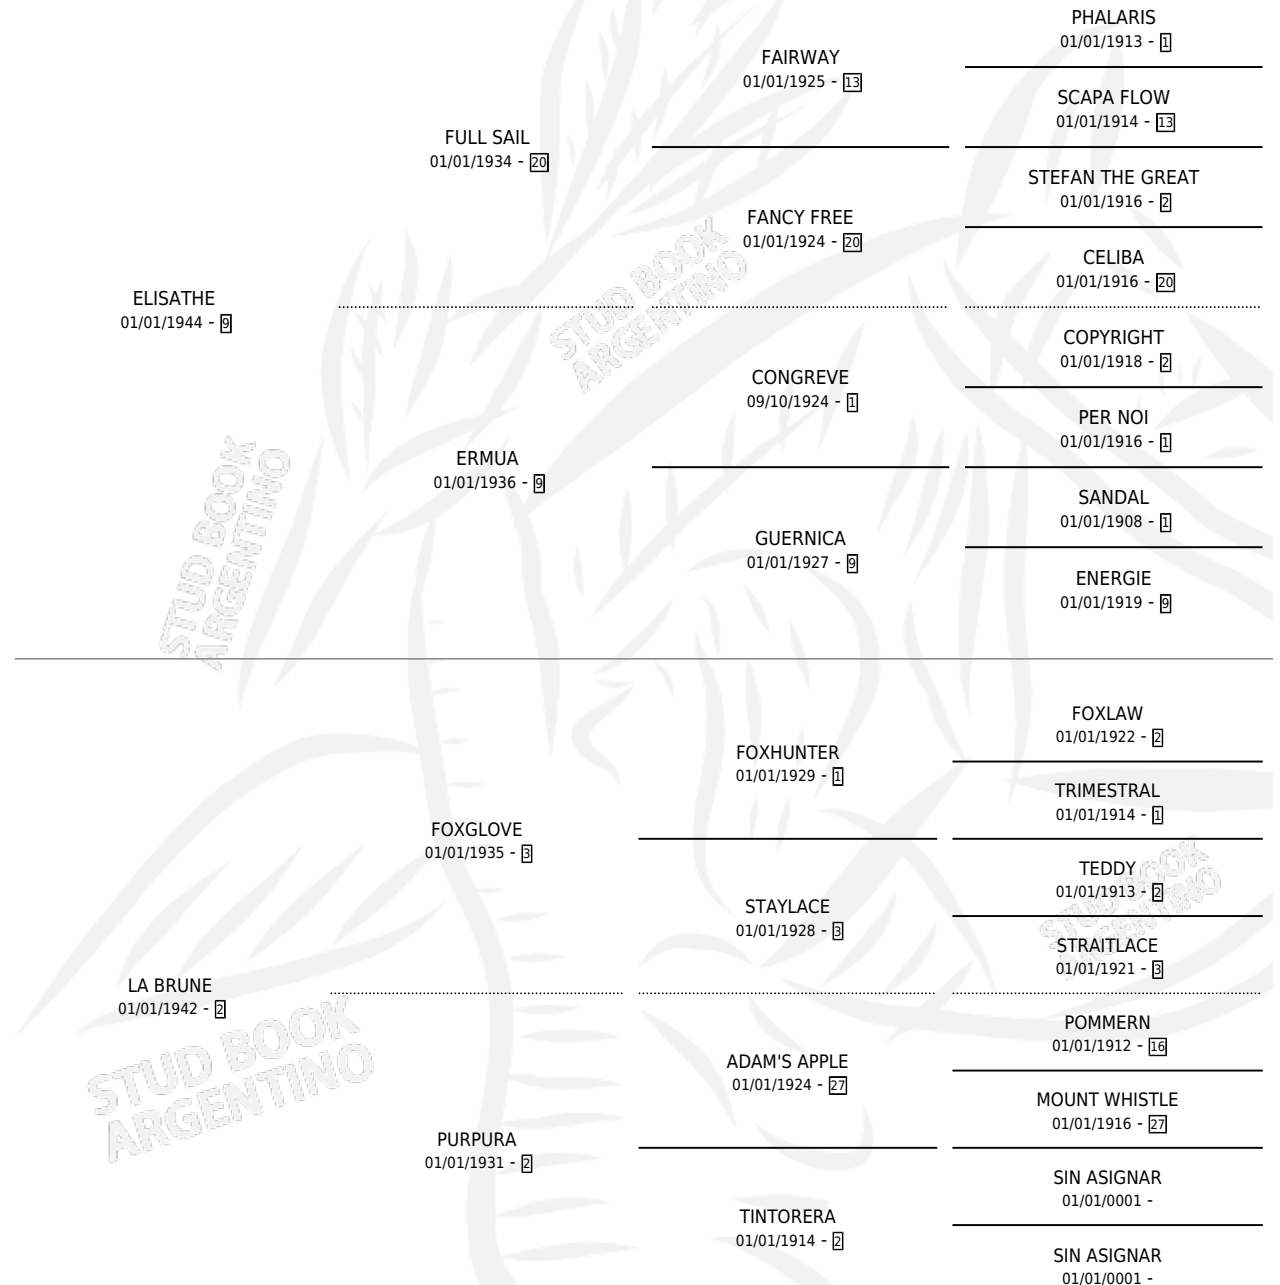 PHALARIS
01/01/1913 - 1
FAIRWAY
01/01/1925 - 13
SCAPA FLOW
01/01/1914 - 13
FULL SAIL
01/01/1934 - 20
STEFAN THE GREAT
01/01/1916 - 2
FANCY FREE
01/01/1924 - 20
CELIBA
01/01/1916 - 20
ELISATHE
01/01/1944 - 9
COPYRIGHT
01/01/1918 - 2
CONGREVE
09/10/1924 - 1
PER NOI
01/01/1916 - 1
ERMUA
01/01/1936 - 9
SANDAL
01/01/1908 - 1
GUERNICA
01/01/1927 - 9
ENERGIE
01/01/1919 - 9
FOXLAW
01/01/1922 - 2
FOXHUNTER
01/01/1929 - 1
TRIMESTRAL
01/01/1914 - 1
FOXGLOVE
01/01/1935 - 3
TEDDY
01/01/1913 - 2
STAYLACE
01/01/1928 - 3
STRAITLACE
01/01/1921 - 3
LA BRUNE
01/01/1942 - 2
POMMERN
01/01/1912 - 16
ADAM'S APPLE
01/01/1924 - 27
MOUNT WHISTLE
01/01/1916 - 27
PURPURA
01/01/1931 - 2
SIN ASIGNAR
01/01/0001 -
TINTORERA
01/01/1914 - 2
SIN ASIGNAR
01/01/0001 -
STUD BOOK
ARGENTINO
STUD BOOK
ARGENTINO
STUD BOOK
ARGENTINO
STUD BOOK
ARGENTINO